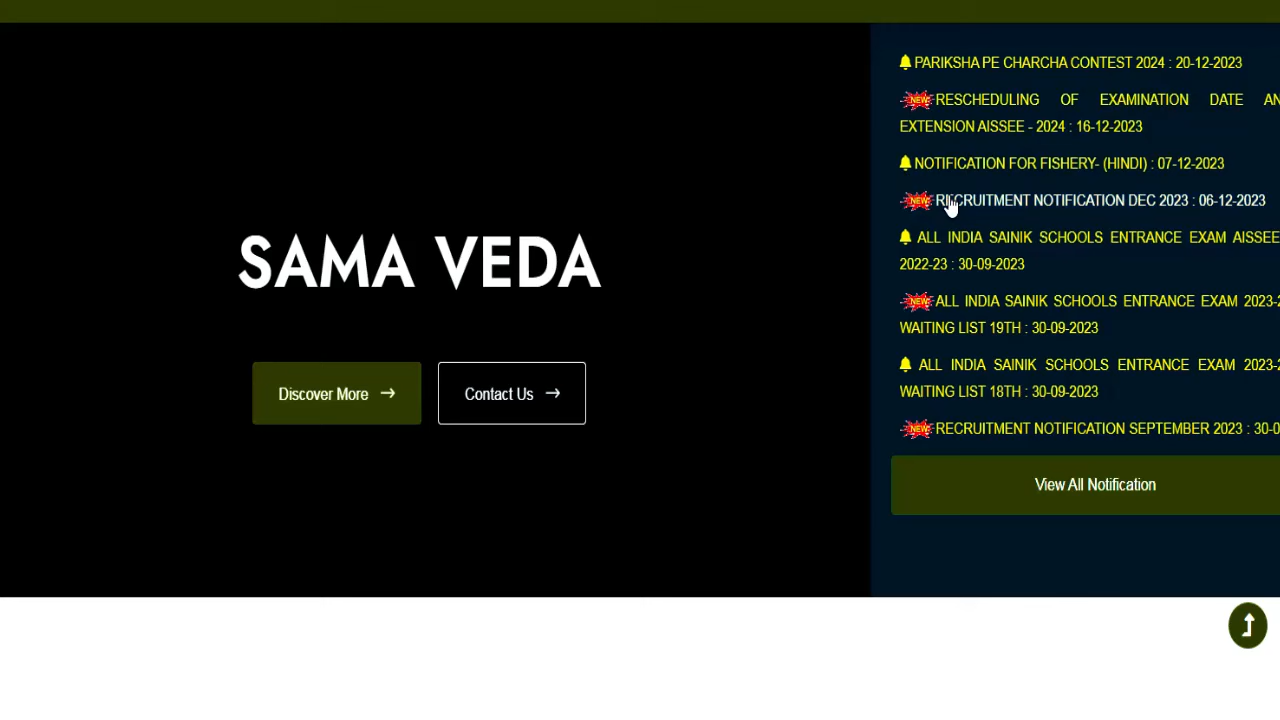 SAMA VEDA
Discover More
Contact Us
PARIKSHA PE CHARCHA CONTEST 2024 : 20-12-2023
NEW RESCHEDULING OF EXAMINATION DATE AN
EXTENSION AISSEE - 2024 : 16-12-2023
NOTIFICATION FOR FISHERY- (HINDI) : 07-12-2023
NEW RECRUITMENT NOTIFICATION DEC 2023 : 06-12-2023
ALL INDIA SAINIK SCHOOLS ENTRANCE EXAM AISSEE
2022-23 : 30-09-2023
NEW ALL INDIA SAINIK SCHOOLS ENTRANCE EXAM 2023-2
WAITING LIST 19TH : 30-09-2023
ALL INDIA SAINIK SCHOOLS ENTRANCE EXAM 2023-2
WAITING LIST 18TH : 30-09-2023
NEW RECRUITMENT NOTIFICATION SEPTEMBER 2023 : 30-0
View All Notification